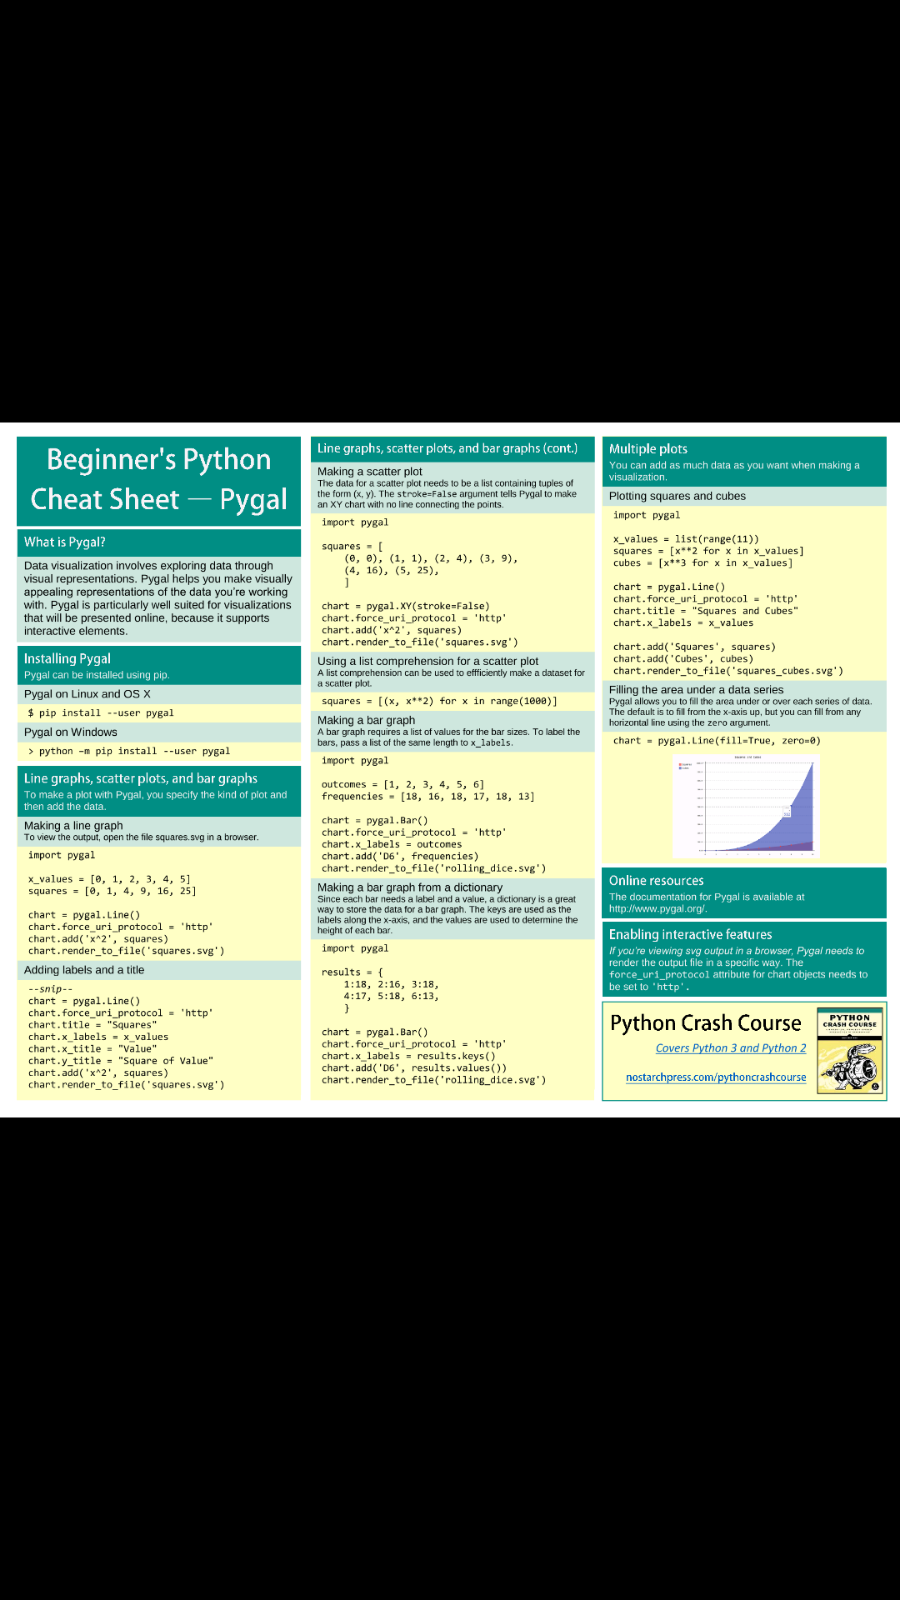 Beginner's Python
Cheat Sheet — Pygal
What is Pygal?
Data visualization involves exploring data through
visual representations. Pygal helps you make visually
appealing representations of the data you're working
with. Pygal is particularly well suited for visualizations
that will be presented online, because it supports
interactive elements.
Installing Pygal
Pygal can be installed using pip.
Pygal on Linux and OS X
$ pip install --user pygal
Pygal on Windows
> python –m pip install --user pygal
Line graphs, scatter plots, and bar graphs
To make a plot with Pygal, you specify the kind of plot and
then add the data.
Making a line graph
To view the output, open the file squares.svg in a browser.
import pygal
x_values = [0, 1, 2, 3, 4, 5]
squares = [0, 1, 4, 9, 16, 25]
chart = pygal.Line()
chart.force_uri_protocol = 'http'
chart.add('x^2', squares)
chart.render_to_file('squares.svg')
Adding labels and a title
--snip--
chart = pygal.Line()
chart.force_uri_protocol = 'http'
chart.title = "Squares"
chart.x_labels = x_values
chart.x_title = "Value"
chart.y_title = "Square of Value"
chart.add('x^2', squares)
chart.render_to_file('squares.svg')
Line graphs, scatter plots, and bar graphs (cont.)
Making a scatter plot
The data for a scatter plot needs to be a list containing tuples of
the form (x, y). The stroke=False argument tells Pygal to make
an XY chart with no line connecting the points.
import pygal
squares = [
(0, 0), (1, 1), (2, 4), (3, 9),
(4, 16), (5, 25),
]
chart = pygal.XY(stroke=False)
chart.force_uri_protocol = 'http'
chart.add('x^2', squares)
chart.render_to_file('squares.svg')
Using a list comprehension for a scatter plot
A list comprehension can be used to effficiently make a dataset for
a scatter plot.
squares = [(x, x**2) for x in range(1000)]
Making a bar graph
A bar graph requires a list of values for the bar sizes. To label the
bars, pass a list of the same length to x_labels.
import pygal
outcomes = [1, 2, 3, 4, 5, 6]
frequencies = [18, 16, 18, 17, 18, 13]
chart = pygal.Bar()
chart.force_uri_protocol = 'http'
chart.x_labels = outcomes
chart.add('D6', frequencies)
chart.render_to_file('rolling_dice.svg')
Making a bar graph from a dictionary
Since each bar needs a label and a value, a dictionary is a great
way to store the data for a bar graph. The keys are used as the
labels along the x-axis, and the values are used to determine the
height of each bar.
import pygal
results = {
1:18, 2:16, 3:18,
4:17, 5:18, 6:13,
}
chart = pygal.Bar()
chart.force_uri_protocol = 'http'
chart.x_labels = results.keys()
chart.add('D6', results.values())
chart.render_to_file('rolling_dice.svg')
Multiple plots
You can add as much data as you want when making a
visualization.
Plotting squares and cubes
import pygal
x_values = list(range(11))
squares = [x**2 for x in x_values]
cubes = [x**3 for x in x_values]
chart = pygal.Line()
chart.force_uri_protocol = 'http'
chart.title = "Squares and Cubes"
chart.x_labels = x_values
chart.add('Squares', squares)
chart.add('Cubes', cubes)
chart.render_to_file('squares_cubes.svg')
Filling the area under a data series
Pygal allows you to fill the area under or over each series of data.
The default is to fill from the x-axis up, but you can fill from any
horizontal line using the zero argument.
chart = pygal.Line(fill=True, zero=0)
Online resources
The documentation for Pygal is available at
http://www.pygal.org/.
Enabling interactive features
If you're viewing svg output in a browser, Pygal needs to
render the output file in a specific way. The
force_uri_protocol attribute for chart objects needs to
be set to 'http'.
Python Crash Course
Covers Python 3 and Python 2
nostarchpress.com/pythoncrashcourse
PYTHON
CRASH COURSE